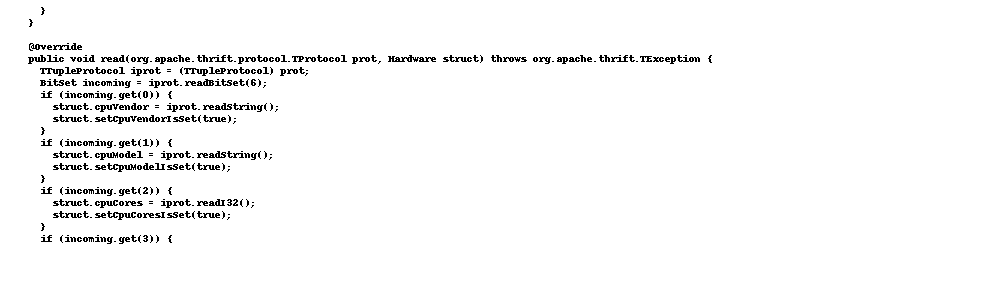 }
}
@Override
public void read(org.apache.thrift.protocol.TProtocol prot, Hardware struct) throws org.apache.thrift.TException {
TTupleProtocol iprot = (TTupleProtocol) prot;
BitSet incoming = iprot.readBitSet(6);
if (incoming.get(0)) {
struct.cpuVendor = iprot.readString();
struct.setCpuVendorIsSet(true);
}
if (incoming.get(1)) {
struct.cpuModel = iprot.readString();
struct.setCpuModelIsSet(true);
}
if (incoming.get(2)) {
struct.cpuCores = iprot.readI32();
struct.setCpuCoresIsSet(true);
}
if (incoming.get(3)) {